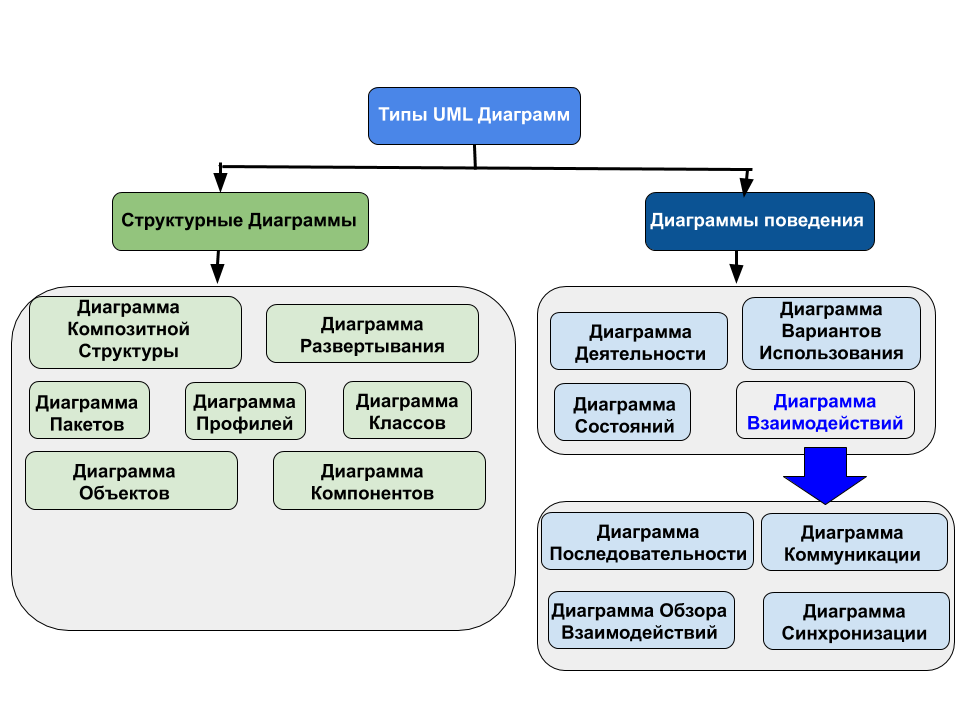 Типы UML Диаграмм
Структурные Диаграммы
Диаграммы поведения
Диаграмма
Композитной
Структуры
Диаграмма
Развертывания
Диаграмма
Пакетов
Диаграмма
Профилей
Диаграмма
Классов
Диаграмма
Объектов
Диаграмма
Компонентов
Диаграмма
Деятельности
Диаграмма
Вариантов
Использования
Диаграмма
Состояний
Диаграмма
Взаимодействий
Диаграмма
Последовательности
Диаграмма
Коммуникации
Диаграмма Обзора
Взаимодействий
Диаграмма
Синхронизации